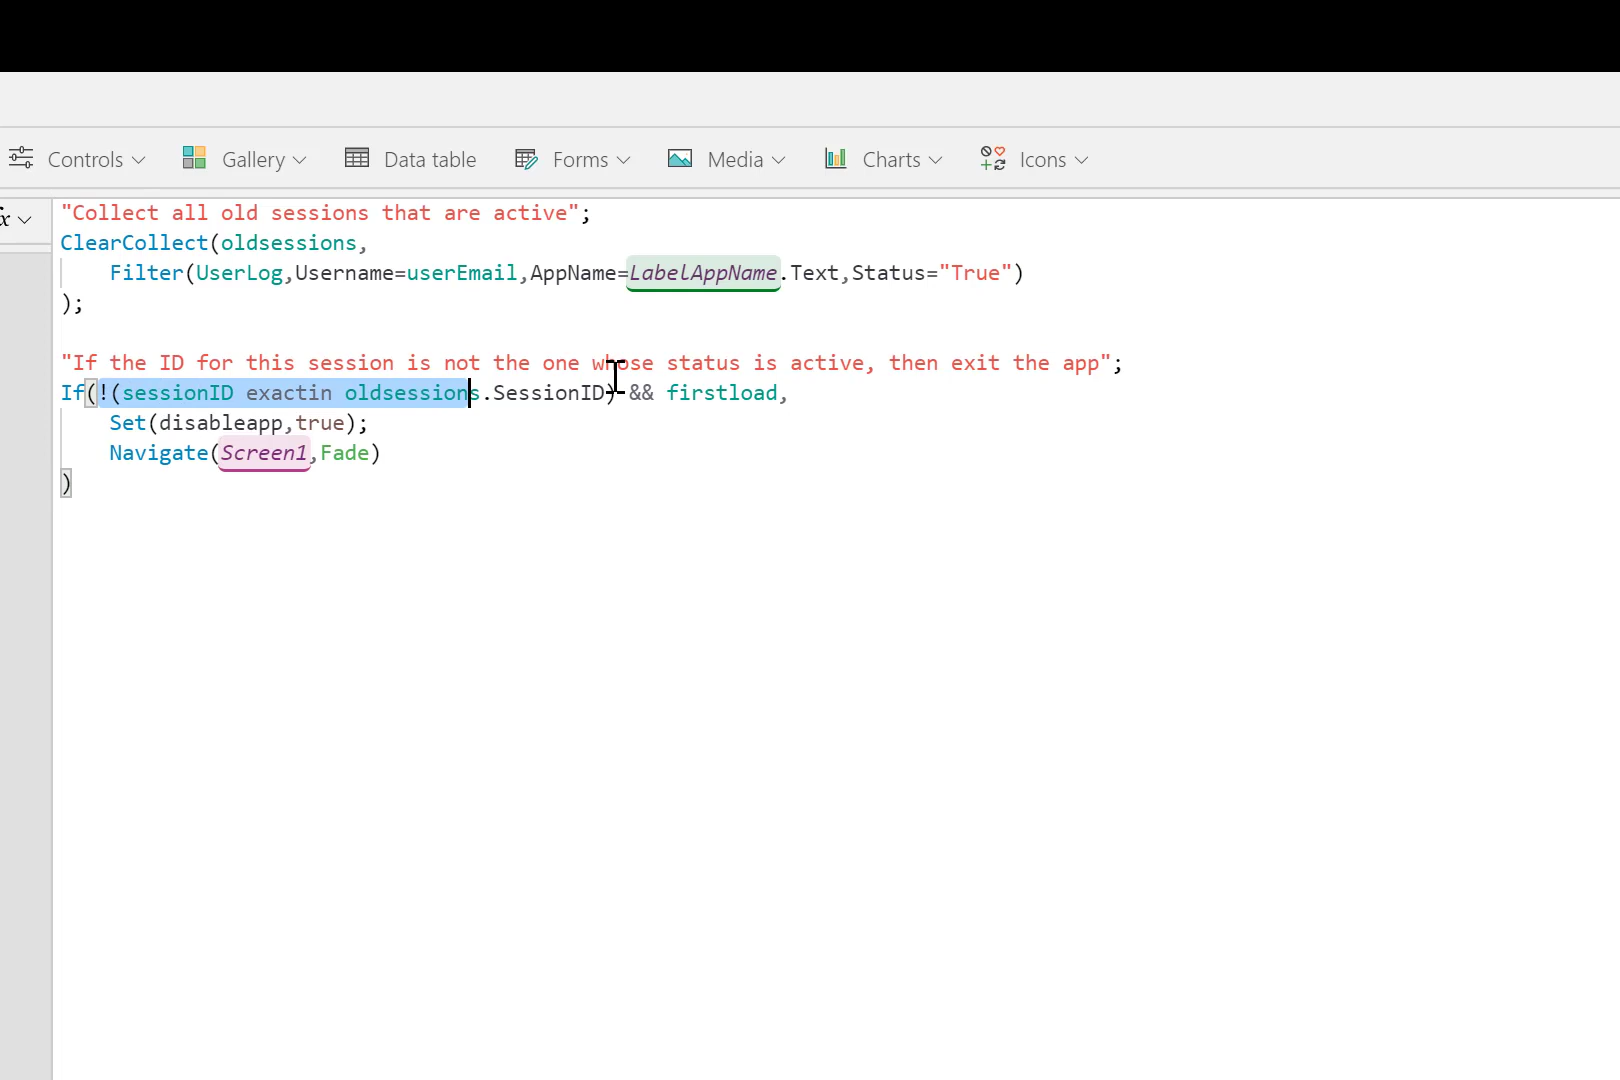 Controls Gallery Data table Forms Media Charts Icons
fx
"Collect all old sessions that are active";
ClearCollect(oldsessions,
Filter(UserLog,Username=userEmail,AppName=LabelAppName.Text,Status="True")
);
"If the ID for this session is not the one whose status is active, then exit the app";
If(!(sessionID exactin oldsessions.SessionID) && firstload,
Set(disableapp,true);
Navigate(Screen1,Fade)
)